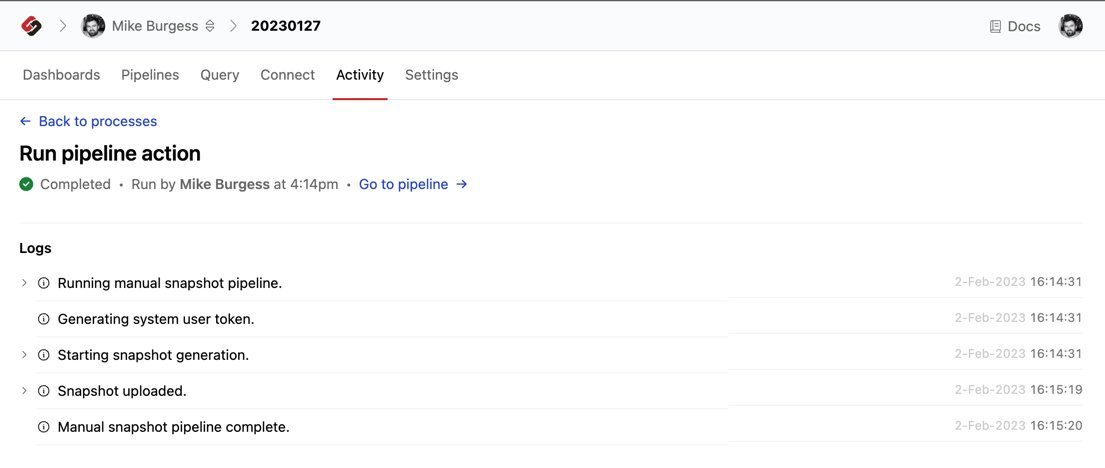 Mike Burgess 20230127 Docs
Dashboards Pipelines Query Connect Activity Settings
← Back to processes
Run pipeline action
Completed • Run by Mike Burgess at 4:14pm • Go to pipeline →
Logs
Running manual snapshot pipeline. 2-Feb-2023 16:14:31
Generating system user token. 2-Feb-2023 16:14:31
Starting snapshot generation. 2-Feb-2023 16:14:31
Snapshot uploaded. 2-Feb-2023 16:15:19
Manual snapshot pipeline complete. 2-Feb-2023 16:15:20